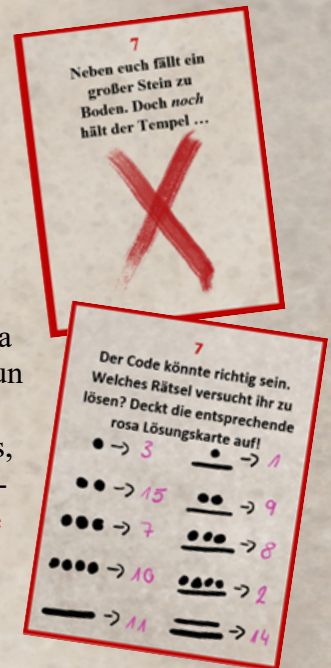 7
Neben euch fällt ein
großer Stein zu
Boden. Doch noch
hält der Tempel ...
a
un
s,
-
7
Der Code könnte richtig sein.
Welches Rätsel versucht ihr zu
lösen? Deckt die entsprechende
rosa Lösungskarte auf!
→ 3 → 1
→ 15 → 9
→ 7 → 8
→ 10 → 2
→ 11 → 14